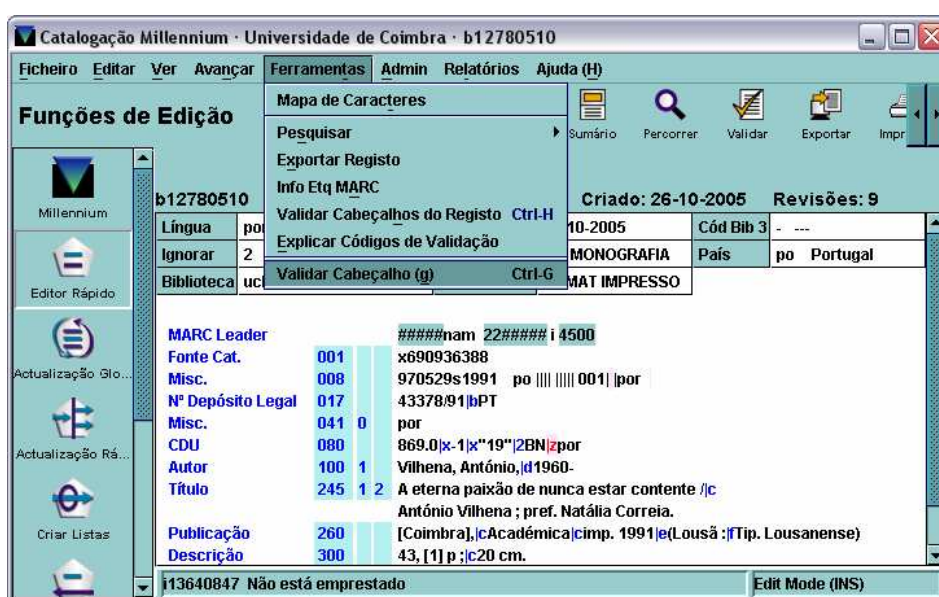 Catalogação Millennium · Universidade de Coimbra · b12780510
Ficheiro Editar Ver Avançar Ferramentas Admin Relatórios Ajuda (H)
Funções de Edição
Sumário Percorrer Validar Exportar Impr
Mapa de Caracteres
Pesquisar
Exportar Registo
Info Etq MARC
Validar Cabeçalhos do Registo Ctrl-H
Explicar Códigos de Validação
Validar Cabeçalho (g) Ctrl-G
Millennium
Editor Rápido
Actualização Glo...
Actualização Rá...
Criar Listas
b12780510 Criado: 26-10-2005 Revisões: 9
Língua por 10-2005 Cód Bib 3 - ---
Ignorar 2 MONOGRAFIA País po Portugal
Biblioteca ucl MAT IMPRESSO
MARC Leader #####nam 22##### i 4500
Fonte Cat. 001 x690936388
Misc. 008 970529s1991 po |||| ||||| 001| |por
Nº Depósito Legal 017 43378/91|bPT
Misc. 041 0 por
CDU 080 869.0|x-1|x"19"|2BN|zpor
Autor 100 1 Vilhena, António,|d1960-
Título 245 1 2 A eterna paixão de nunca estar contente /|c
António Vilhena ; pref. Natália Correia.
Publicação 260 [Coimbra],|cAcadémica|cimp. 1991|e(Lousã :|fTip. Lousanense)
Descrição 300 43, [1] p ;|c20 cm.
i13640847 Não está emprestado Edit Mode (INS)